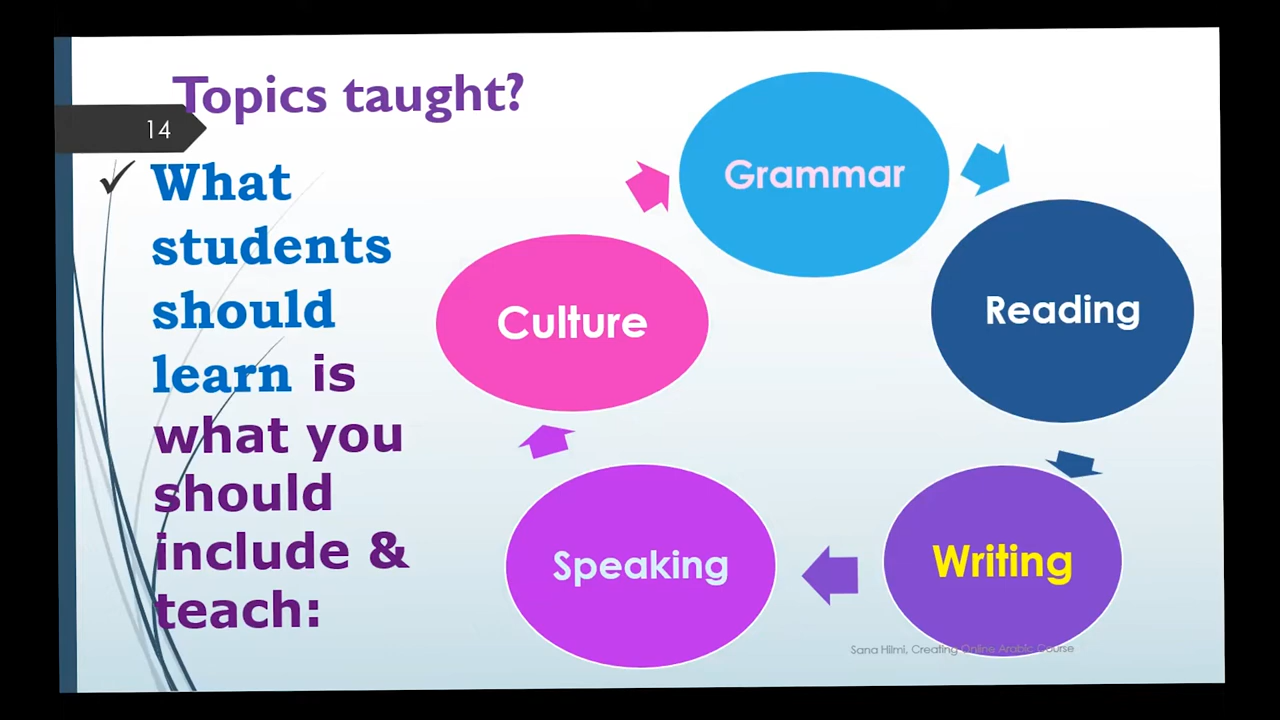 Topics taught?
14
✓ What
students
should
learn is
what you
should
include &
teach:
Grammar
Reading
Writing
Speaking
Culture
Sana Hilmi, Creating Online Arabic Course